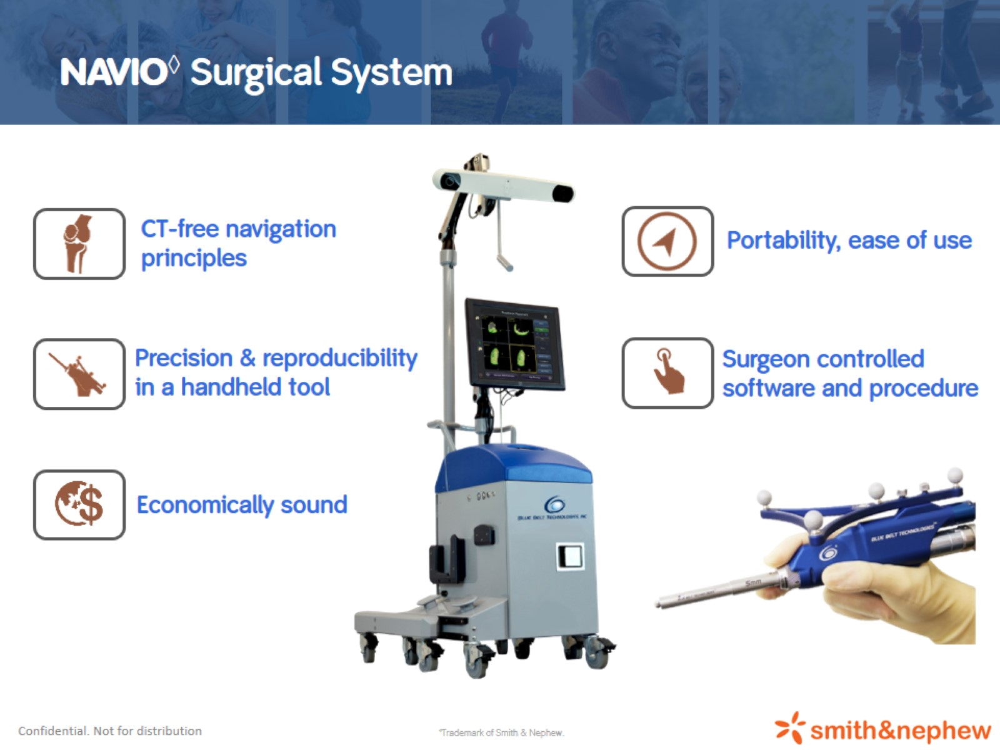 NAVIO◊ Surgical System
CT-free navigation
principles
Precision & reproducibility
in a handheld tool
Economically sound
Portability, ease of use
Surgeon controlled
software and procedure
BLUE BELT TECHNOLOGIES, INC
BLUE BELT TECHNOLOGIES™
5mm
Confidential. Not for distribution
◊Trademark of Smith & Nephew.
smith&nephew